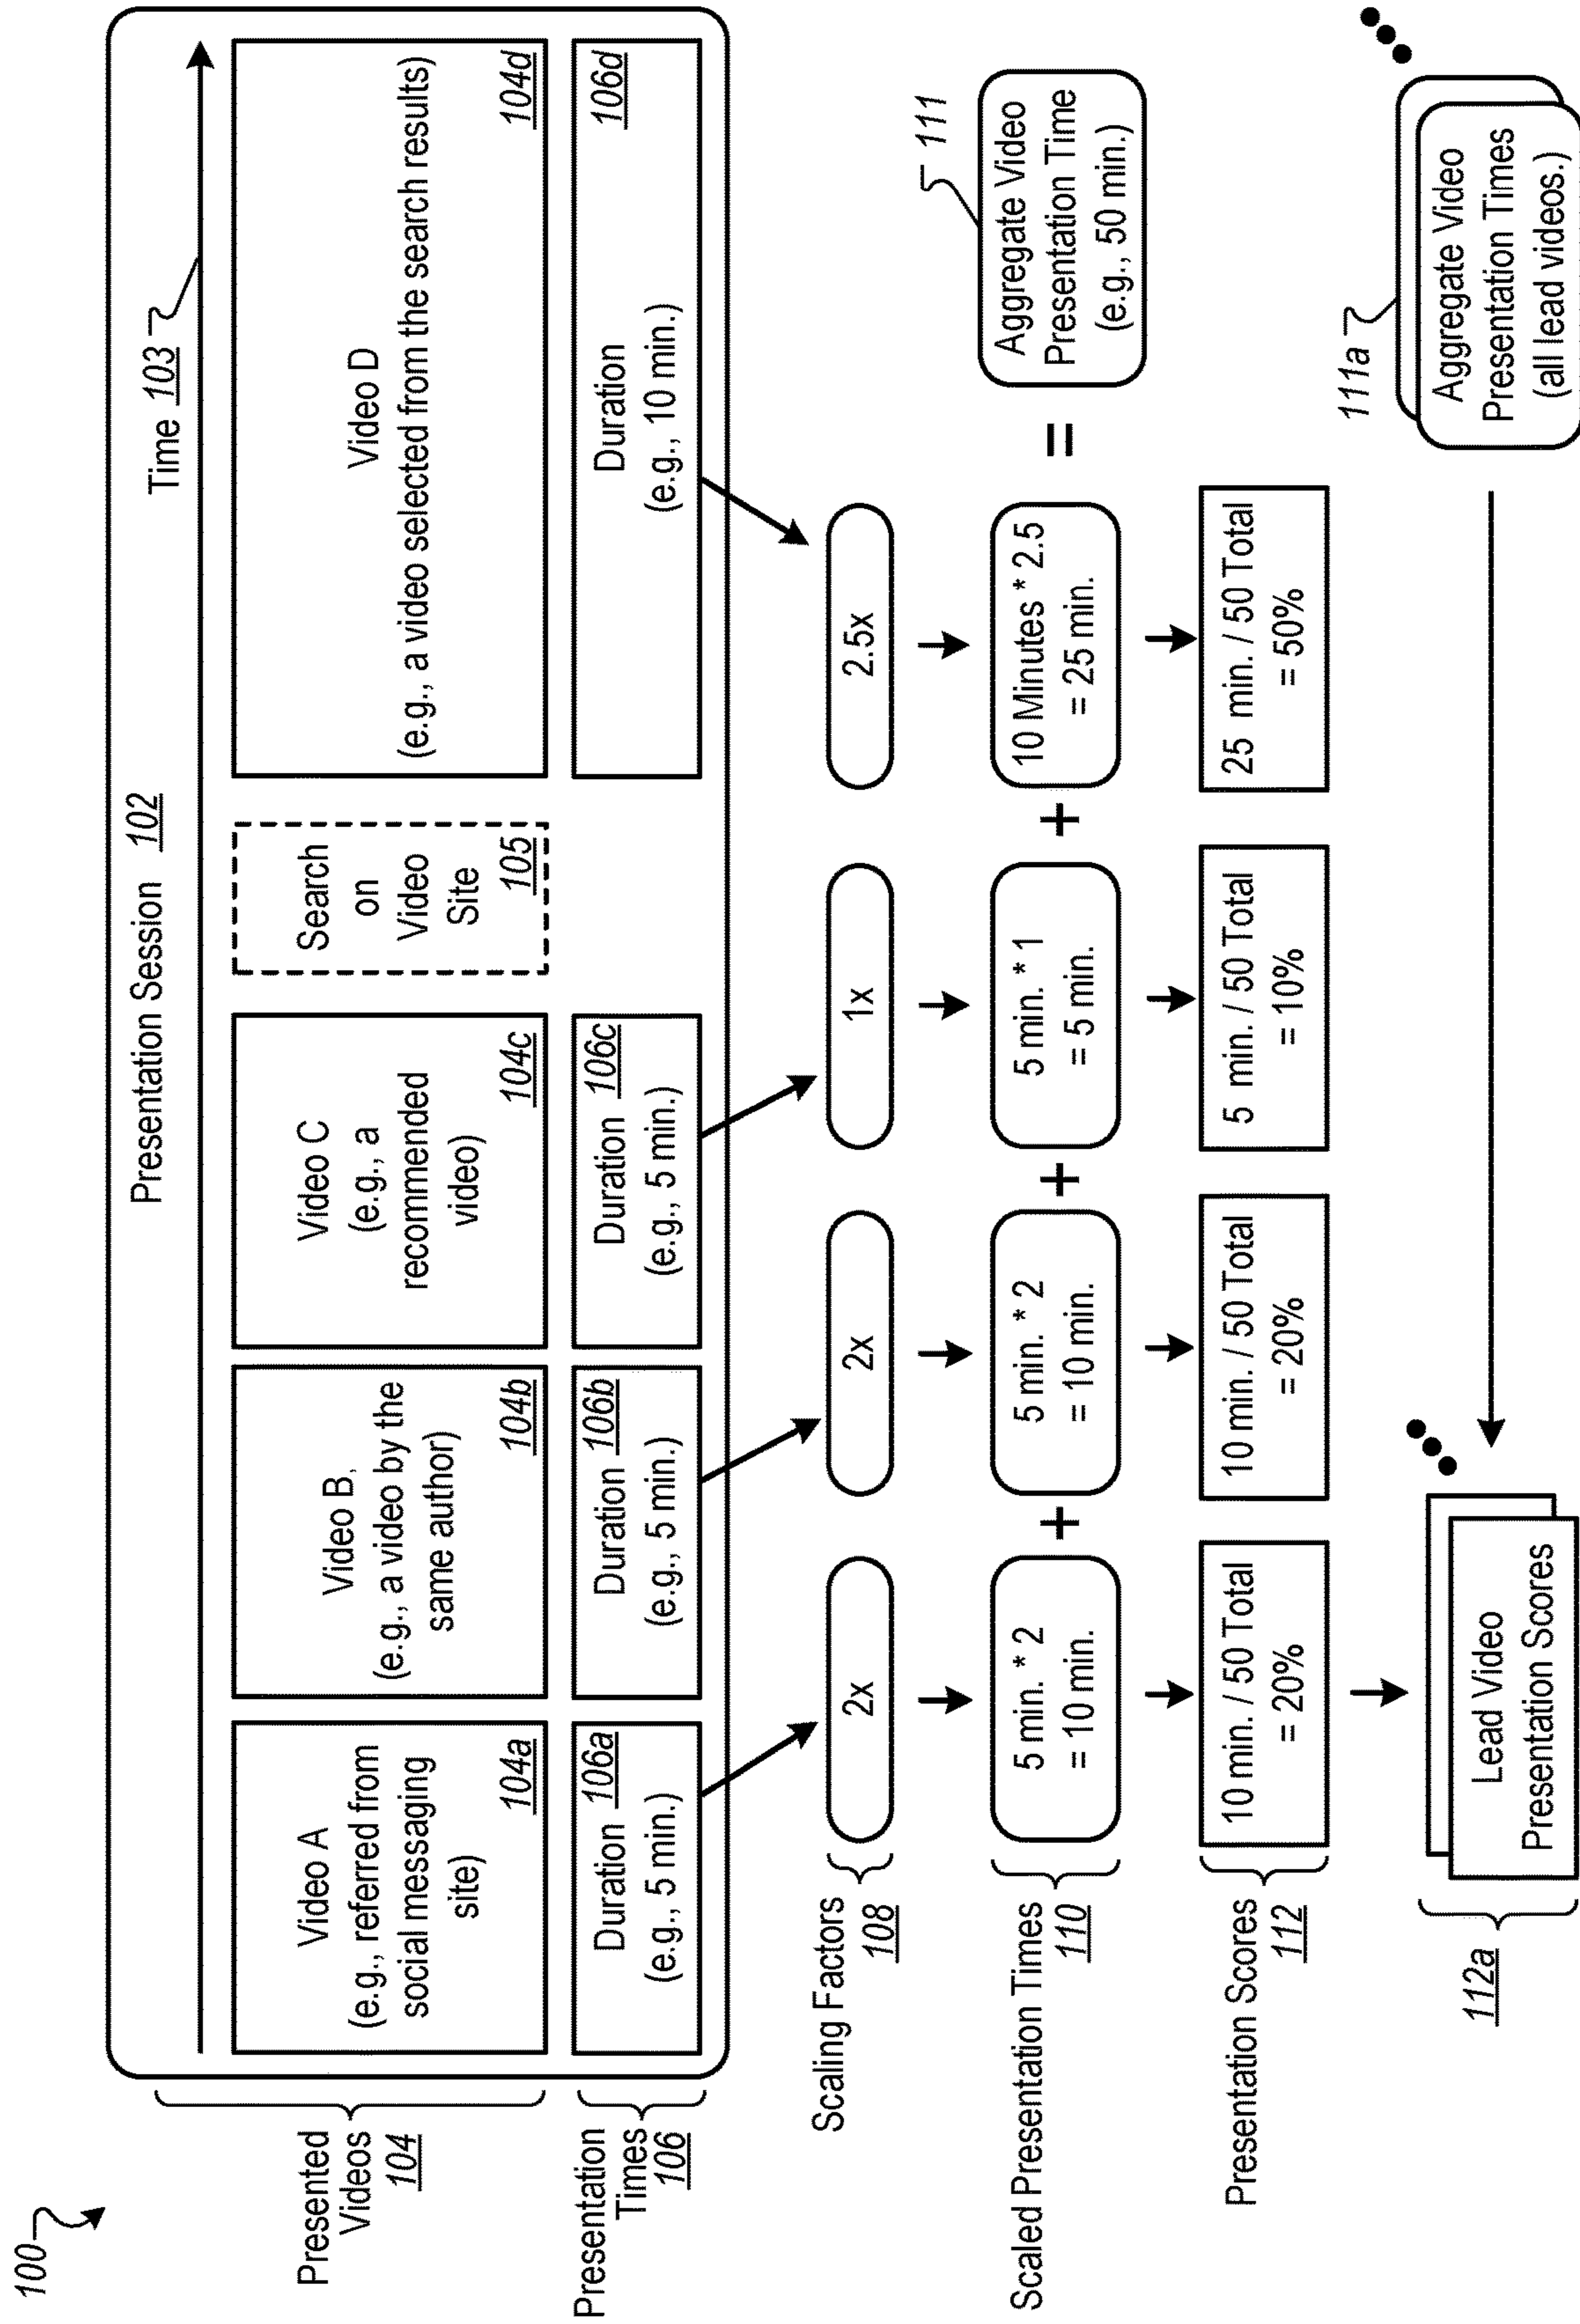 100
Presentation Session 102
Time 103
Presented
Videos
104
Video A
(e.g., referred from
social messaging
site)
104a
Video B,
(e.g., a video by the
same author)
104b
Video C
(e.g., a
recommended
video)
104c
Search
on
Video
Site
105
Video D
(e.g., a video selected from the search results)
104d
Presentation
Times
106
Duration 106a
(e.g., 5 min.)
Duration 106b
(e.g., 5 min.)
Duration 106c
(e.g., 5 min.)
Duration
(e.g., 10 min.)
106d
Scaling Factors
108
2x
2x
1x
2.5x
Scaled Presentation Times
110
5 min. * 2
= 10 min.
+
5 min. * 2
= 10 min.
+
5 min. * 1
= 5 min.
+
10 Minutes * 2.5
= 25 min.
=
111
Aggregate Video
Presentation Time
(e.g., 50 min.)
Presentation Scores
112
10 min. / 50 Total
= 20%
10 min. / 50 Total
= 20%
5 min. / 50 Total
= 10%
25 min. / 50 Total
= 50%
112a
Lead Video
Presentation Scores
111a
Aggregate Video
Presentation Times
(all lead videos.)